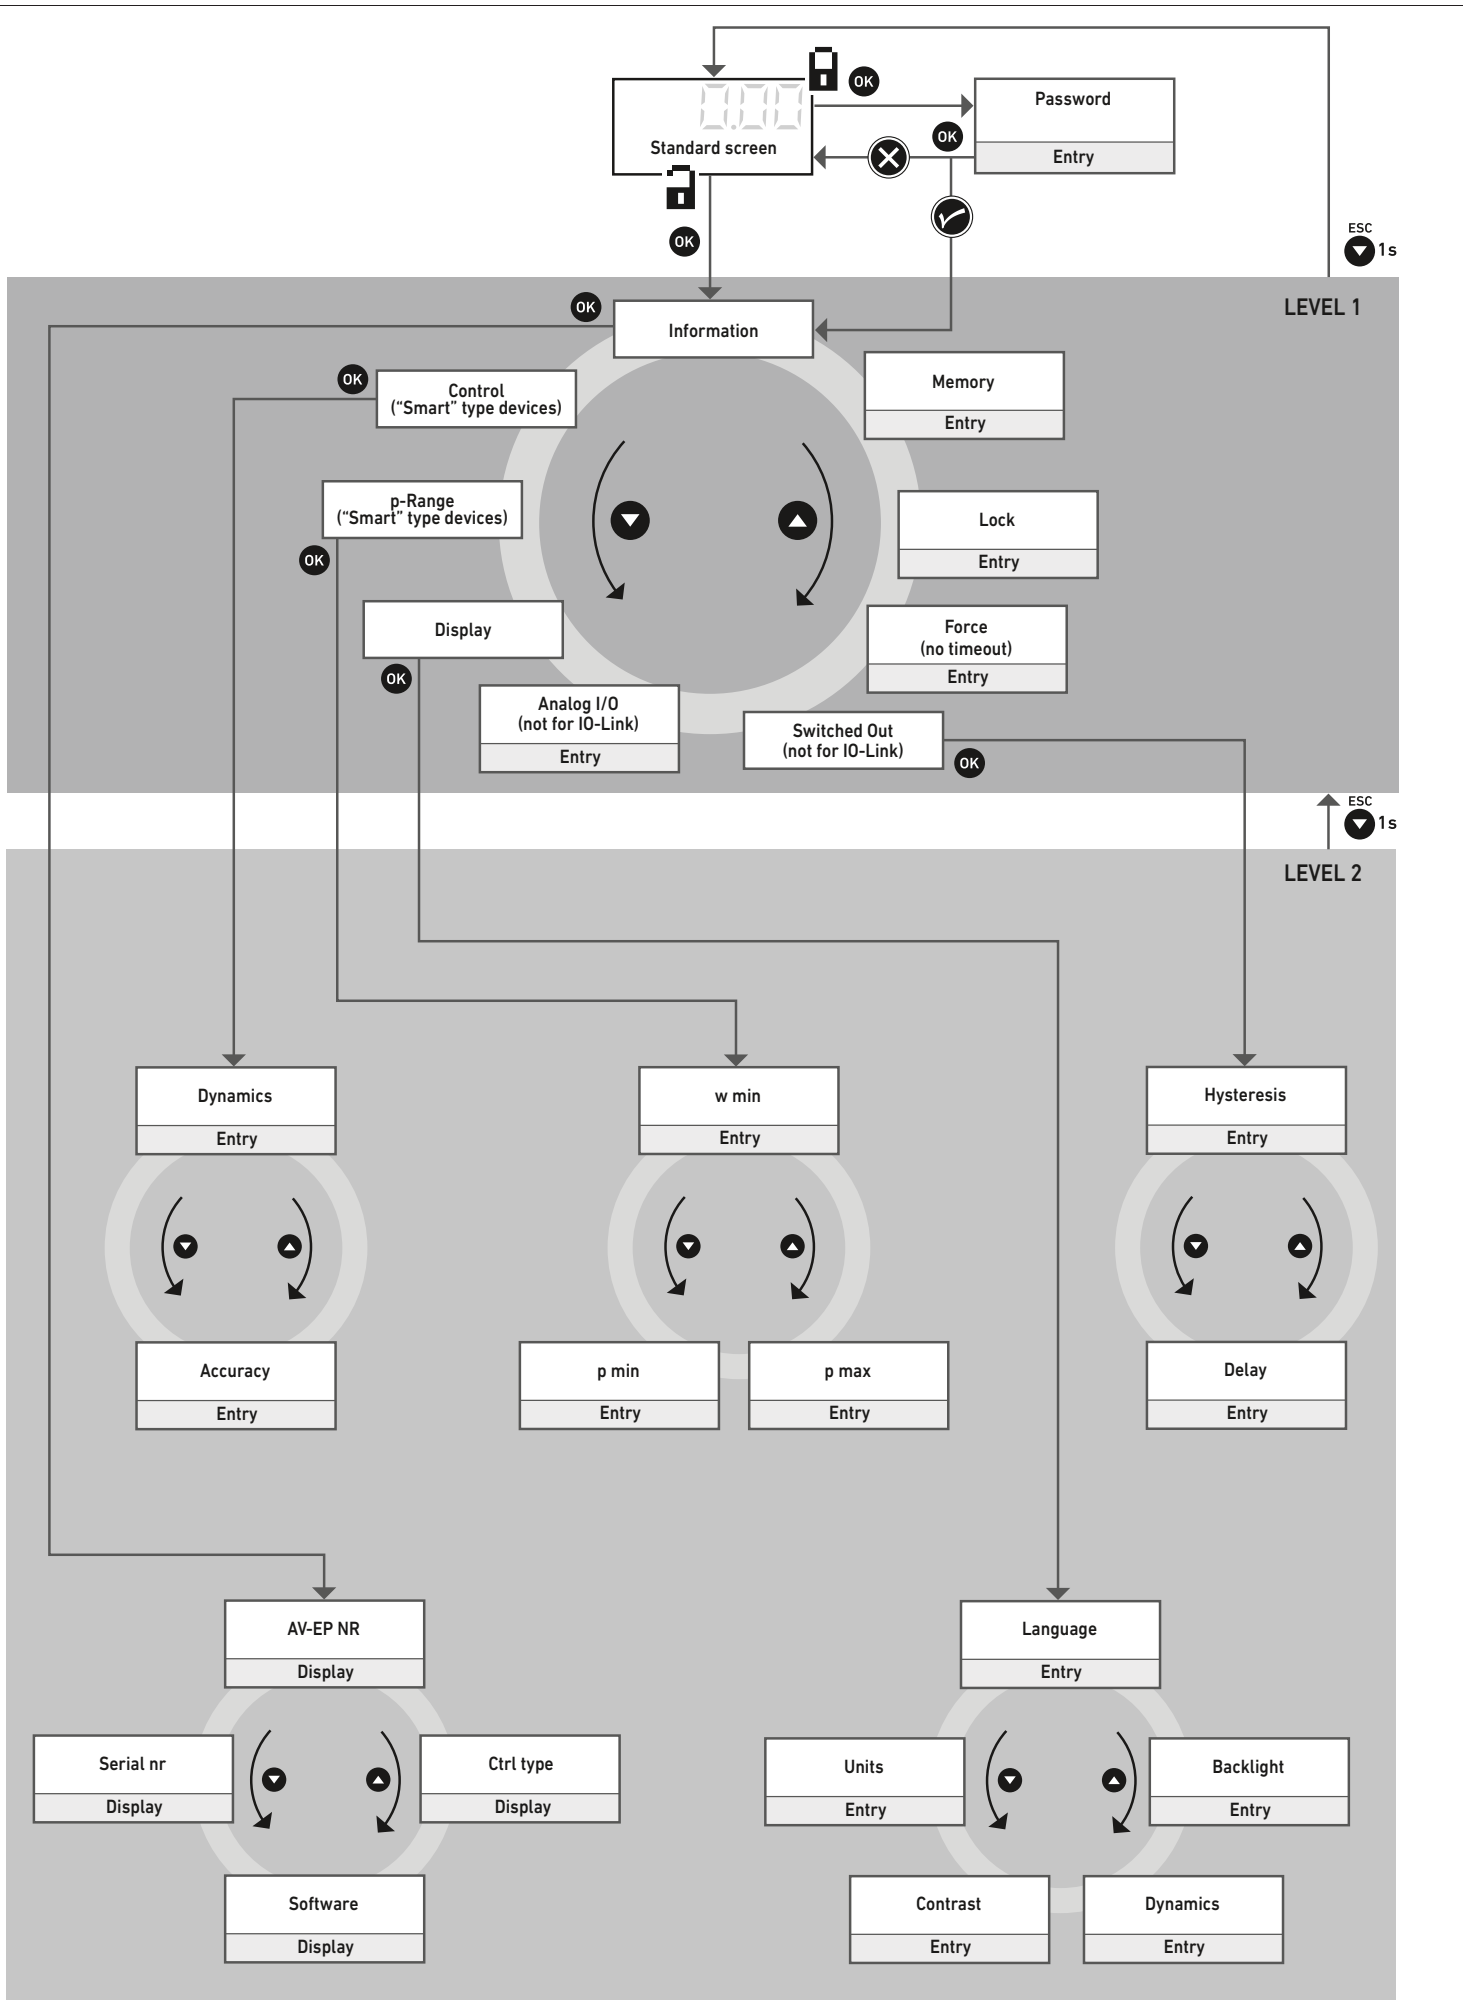 OK
Password
0.00
Standard screen
OK
Entry
OK
ESC
1s
LEVEL 1
OK
Information
OK
Control
(“Smart” type devices)
Memory
Entry
p-Range
(“Smart” type devices)
OK
Lock
Entry
Display
OK
Force
(no timeout)
Entry
Analog I/O
(not for IO-Link)
Entry
Switched Out
(not for IO-Link)
OK
ESC
1s
LEVEL 2
Dynamics
Entry
w min
Entry
Hysteresis
Entry
Accuracy
Entry
p min
Entry
p max
Entry
Delay
Entry
AV-EP NR
Display
Language
Entry
Serial nr
Display
Ctrl type
Display
Units
Entry
Backlight
Entry
Software
Display
Contrast
Entry
Dynamics
Entry